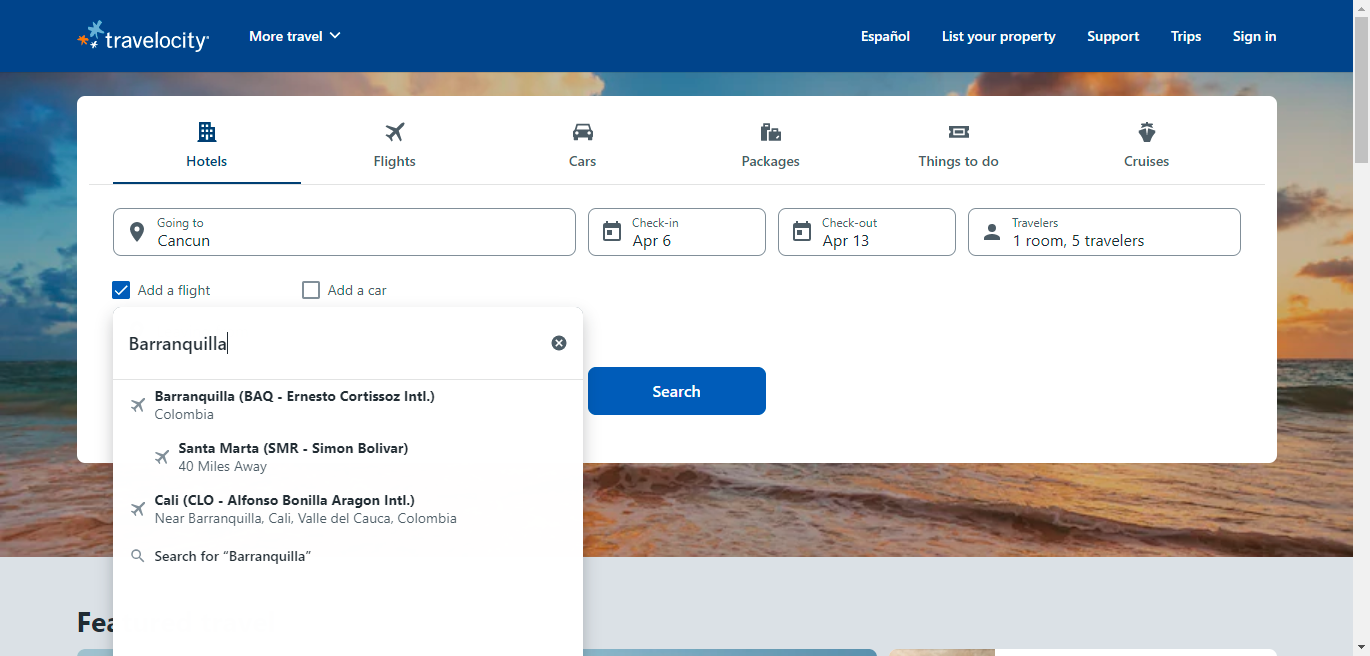 travelocity
More travel
Español
List your property
Support
Trips
Sign in
Hotels
Flights
Cars
Packages
Things to do
Cruises
Going to
Cancun
Check-in
Apr 6
Check-out
Apr 13
Travelers
1 room, 5 travelers
Add a flight
Add a car
Barranquilla
Barranquilla (BAQ - Ernesto Cortissoz Intl.)
Colombia
Santa Marta (SMR - Simon Bolivar)
40 Miles Away
Cali (CLO - Alfonso Bonilla Aragon Intl.)
Near Barranquilla, Cali, Valle del Cauca, Colombia
Search for “Barranquilla”
Search